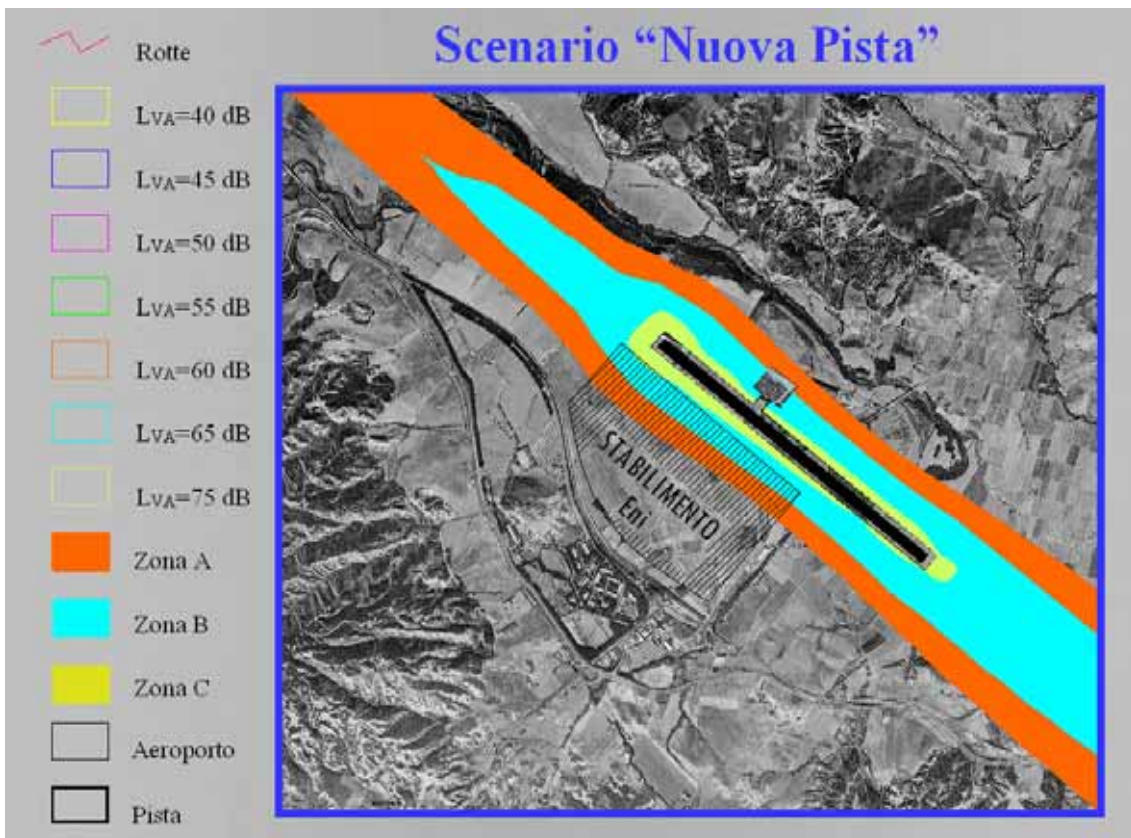 Scenario “Nuova Pista”
Rotte
LVA=40 dB
LVA=45 dB
LVA=50 dB
LVA=55 dB
LVA=60 dB
LVA=65 dB
LVA=75 dB
Zona A
Zona B
Zona C
Aeroporto
Pista
STABILIMENTO
Eni